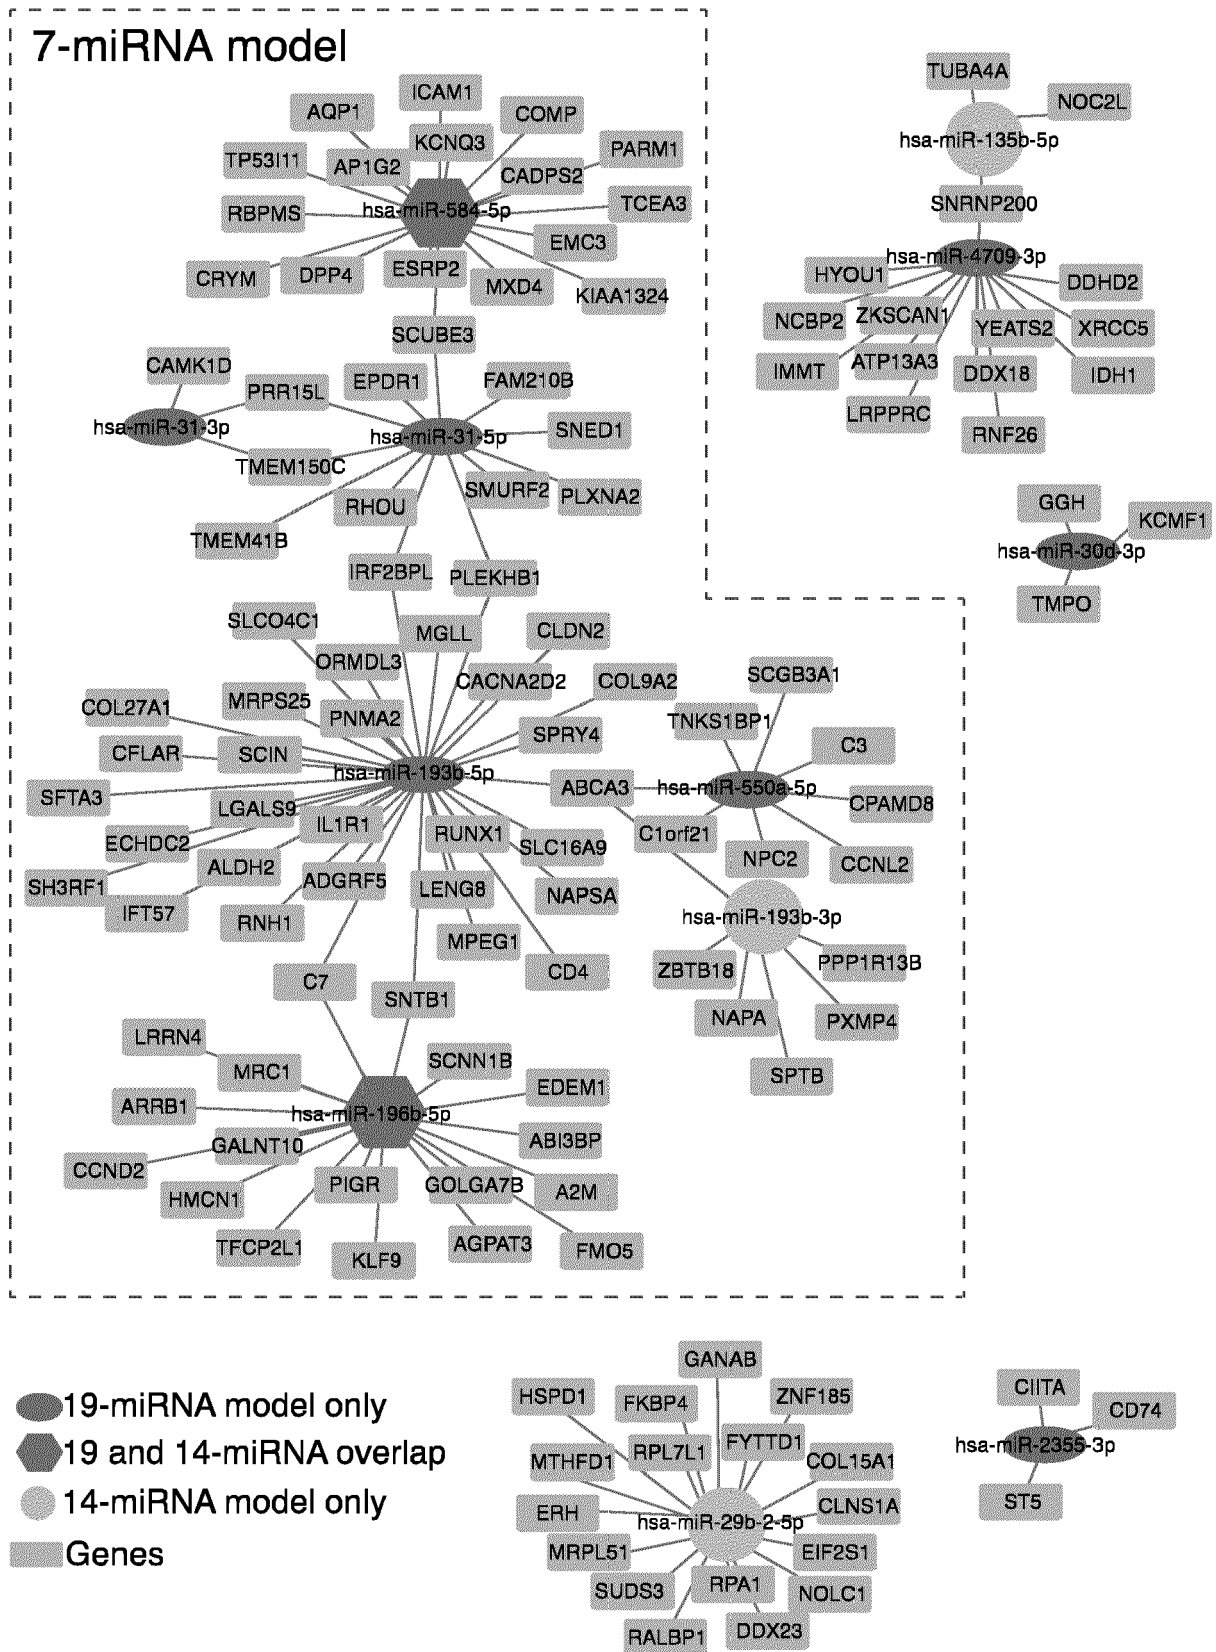 7-miRNA model
ICAM1
AQP1
COMP
KCNQ3
TP53I11
AP1G2
PARM1
CADPS2
RBPMS
hsa-miR-584-5p
TCEA3
EMC3
CRYM
DPP4
ESRP2
MXD4
KIAA1324
SCUBE3
CAMK1D
PRR15L
EPDR1
FAM210B
hsa-miR-31-3p
hsa-miR-31-5p
SNED1
TMEM150C
RHOU
SMURF2
PLXNA2
TMEM41B
IRF2BPL
PLEKHB1
SLCO4C1
MGLL
CLDN2
ORMDL3
CACNA2D2
COL9A2
SCGB3A1
COL27A1
MRPS25
PNMA2
SPRY4
TNKS1BP1
CFLAR
SCIN
C3
hsa-miR-193b-5p
SFTA3
ABCA3
hsa-miR-550a-5p
CPAMD8
LGALS9
IL1R1
RUNX1
C1orf21
ECHDC2
SLC16A9
NPC2
CCNL2
ALDH2
SH3RF1
ADGRF5
LENG8
NAPSA
IFT57
RNH1
hsa-miR-193b-3p
MPEG1
CD4
ZBTB18
PPP1R13B
C7
SNTB1
NAPA
PXMP4
SPTB
LRRN4
MRC1
SCNN1B
EDEM1
ARRB1
hsa-miR-196b-5p
GALNT10
ABI3BP
CCND2
HMCN1
PIGR
GOLGA7B
A2M
TFCP2L1
KLF9
AGPAT3
FMO5
TUBA4A
NOC2L
hsa-miR-135b-5p
SNRNP200
hsa-miR-4709-3p
HYOU1
DDHD2
NCBP2
ZKSCAN1
YEATS2
XRCC5
IMMT
ATP13A3
DDX18
IDH1
LRPPRC
RNF26
GGH
KCMF1
hsa-miR-30d-3p
TMPO
19-miRNA model only
19 and 14-miRNA overlap
14-miRNA model only
Genes
GANAB
HSPD1
FKBP4
ZNF185
MTHFD1
RPL7L1
FYTTD1
COL15A1
ERH
hsa-miR-29b-2-5p
CLNS1A
MRPL51
EIF2S1
SUDS3
RPA1
NOLC1
RALBP1
DDX23
CIITA
CD74
hsa-miR-2355-3p
ST5